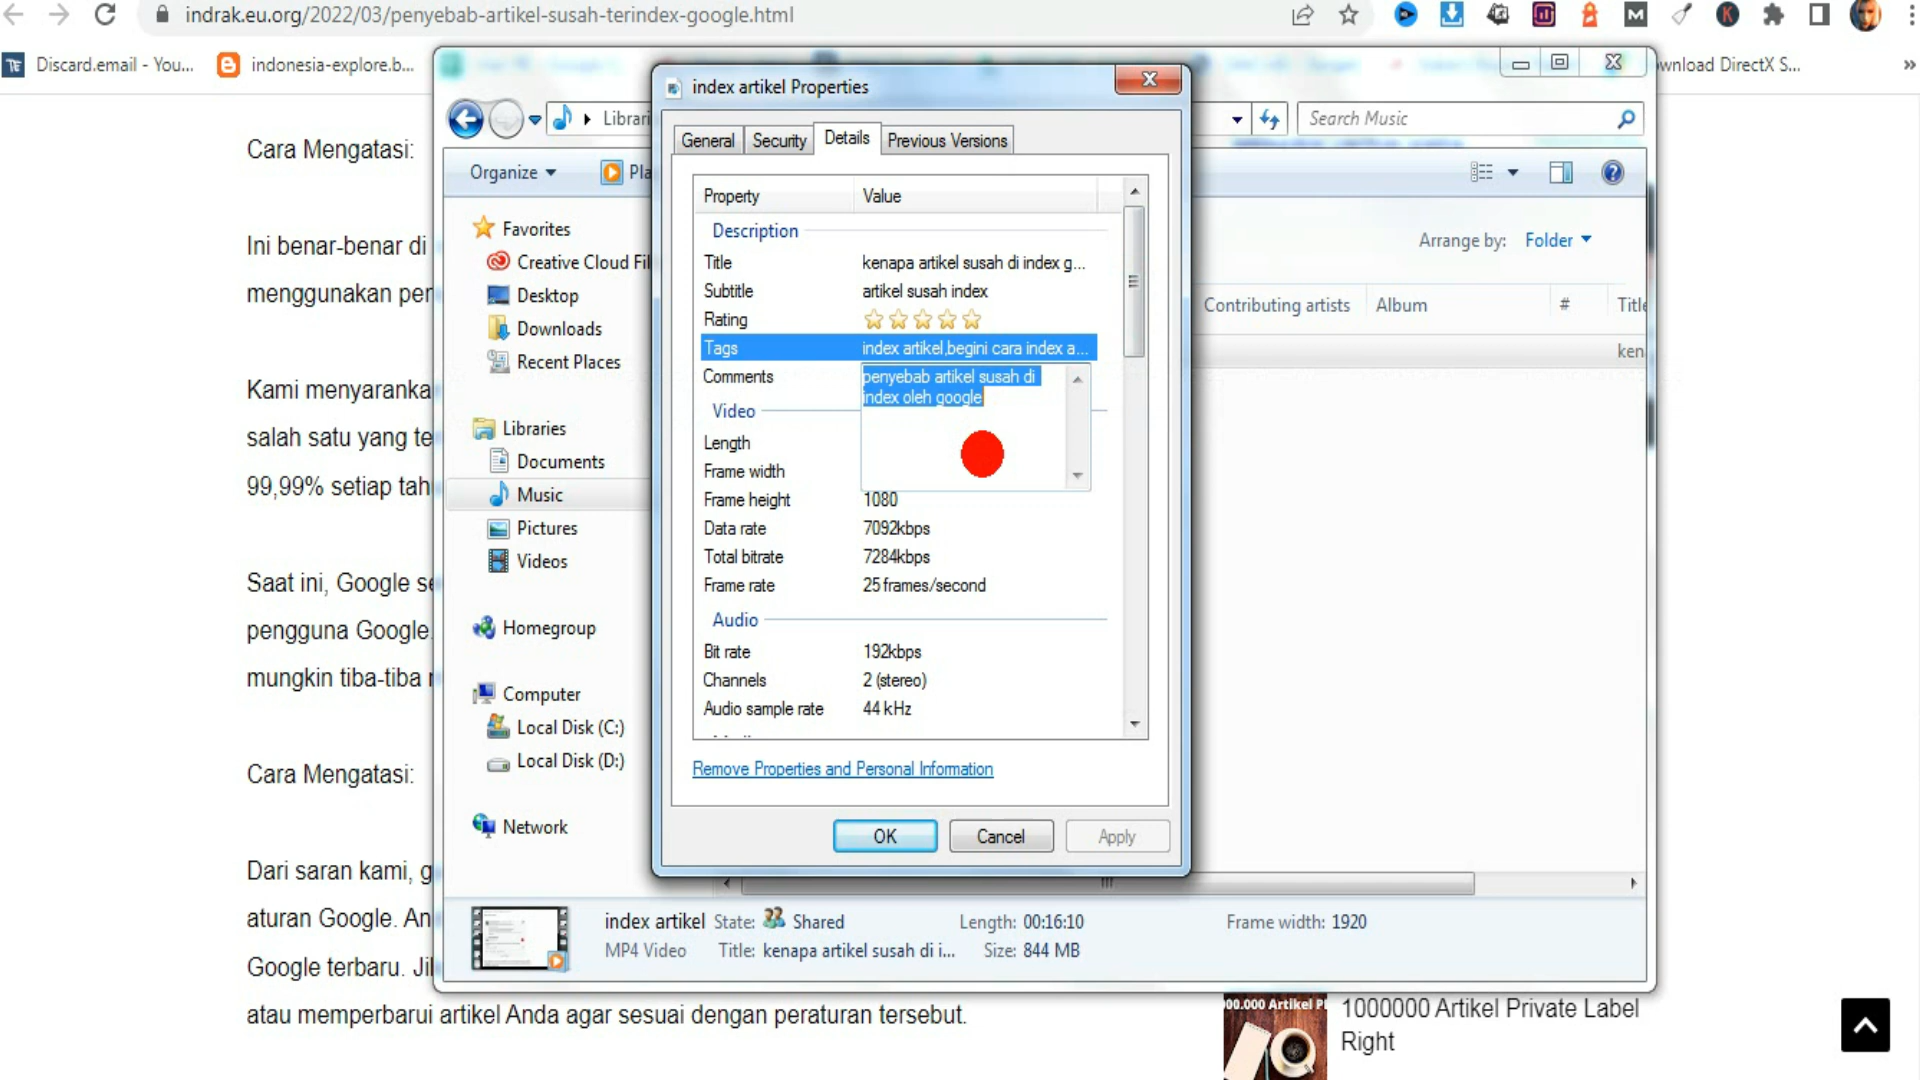 indrak.eu.org/2022/03/penyebab-artikel-susah-terindex-google.html
Discard.email - You...
indonesia-explore.b...
wnload DirectX S...
»
Cara Mengatasi:
Ini benar-benar di
menggunakan per
Kami menyaranka
salah satu yang te
99,99% setiap tah
Saat ini, Google se
pengguna Google.
mungkin tiba-tiba
Cara Mengatasi:
Dari saran kami, g
aturan Google. An
Google terbaru. Jil
atau memperbarui artikel Anda agar sesuai dengan peraturan tersebut.
Librari
Search Music
Organize
Pla
Favorites
Creative Cloud Fil
Desktop
Downloads
Recent Places
Libraries
Documents
Music
Pictures
Videos
Homegroup
Computer
Local Disk (C:)
Local Disk (D:)
Network
Arrange by: Folder
Contributing artists
Album
#
Title
ken
index artikel Properties
General
Security
Details
Previous Versions
Property Value
Description
Title kenapa artikel susah di index g...
Subtitle artikel susah index
Rating
Tags index artikel,begini cara index a...
Comments penyebab artikel susah di
index oleh google
Video
Length
Frame width
Frame height 1080
Data rate 7092kbps
Total bitrate 7284kbps
Frame rate 25 frames/second
Audio
Bit rate 192kbps
Channels 2 (stereo)
Audio sample rate 44 kHz
Remove Properties and Personal Information
OK
Cancel
Apply
index artikel State: Shared Length: 00:16:10 Frame width: 1920
MP4 Video Title: kenapa artikel susah di i... Size: 844 MB
1000000 Artikel Private Label
Right